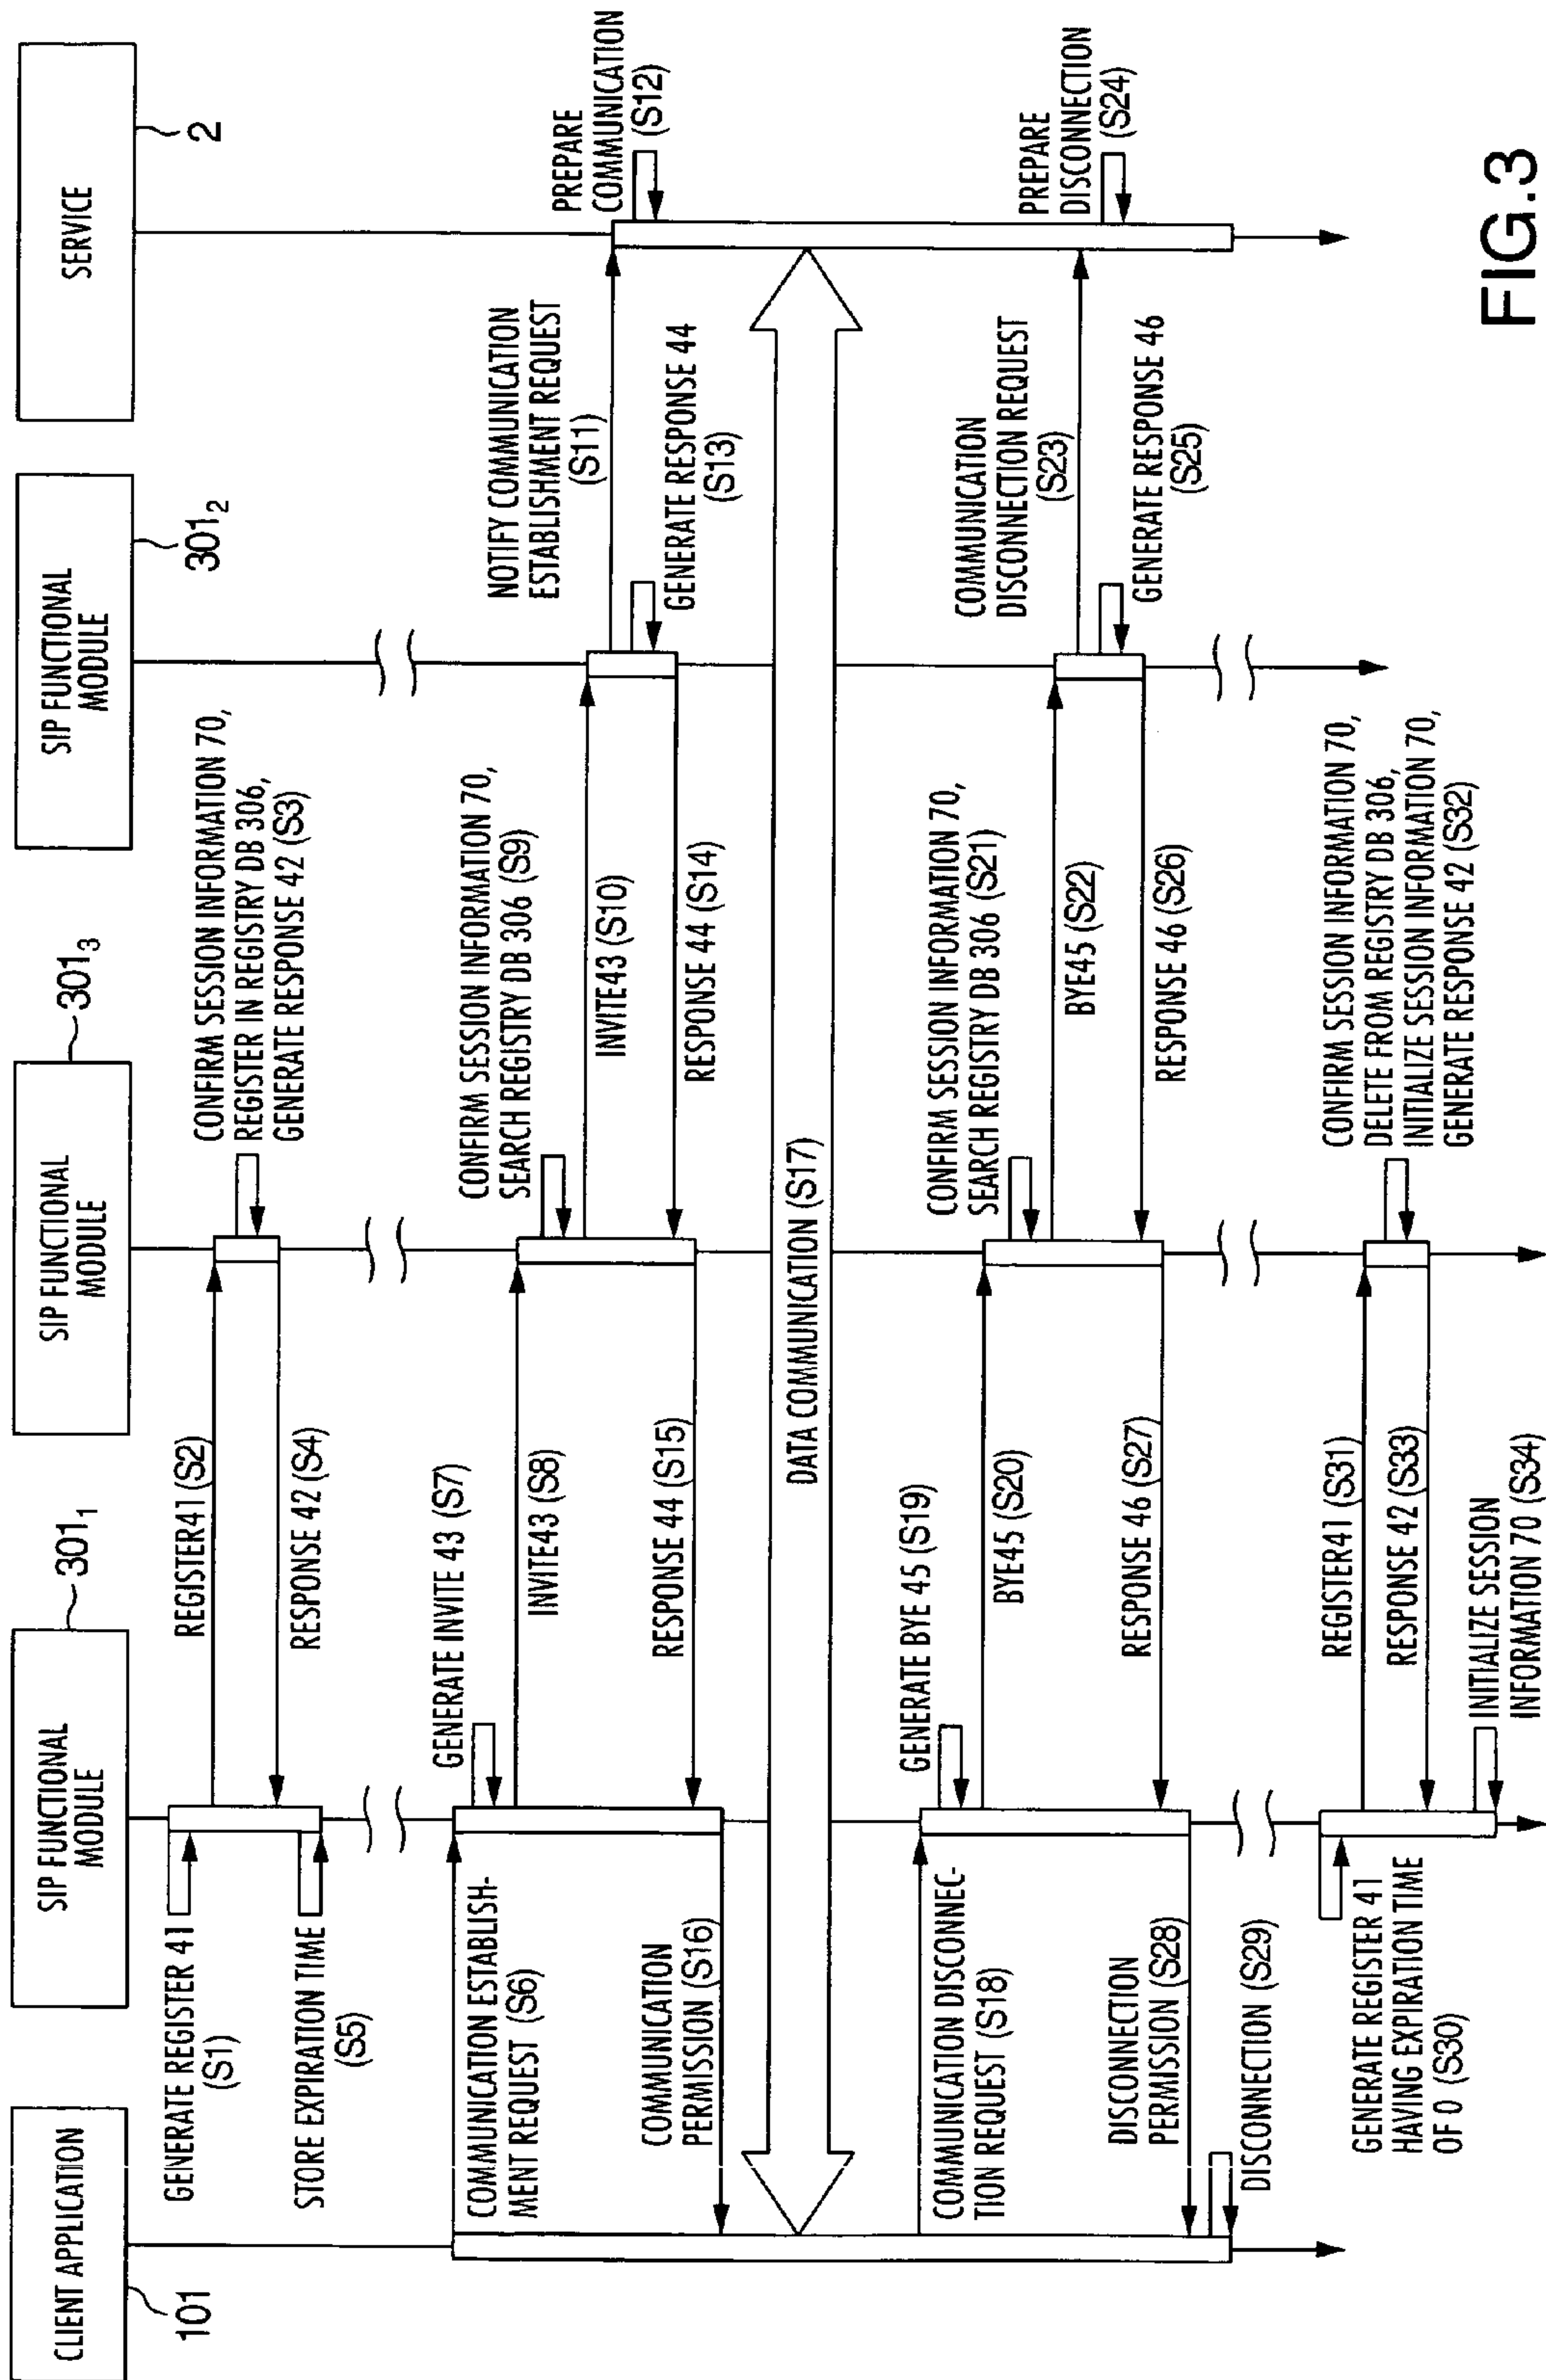 CLIENT APPLICATION
101
SIP FUNCTIONAL
MODULE
301₁
SIP FUNCTIONAL
MODULE
301₃
SIP FUNCTIONAL
MODULE
301₂
SERVICE
2
GENERATE REGISTER 41
(S1)
REGISTER41 (S2)
CONFIRM SESSION INFORMATION 70,
REGISTER IN REGISTRY DB 306,
GENERATE RESPONSE 42 (S3)
RESPONSE 42 (S4)
STORE EXPIRATION TIME
(S5)
COMMUNICATION ESTABLISH-
MENT REQUEST (S6)
GENERATE INVITE 43 (S7)
INVITE43 (S8)
CONFIRM SESSION INFORMATION 70,
SEARCH REGISTRY DB 306 (S9)
INVITE43 (S10)
NOTIFY COMMUNICATION
ESTABLISHMENT REQUEST
(S11)
PREPARE
COMMUNICATION
(S12)
GENERATE RESPONSE 44
(S13)
RESPONSE 44 (S14)
RESPONSE 44 (S15)
COMMUNICATION
PERMISSION (S16)
DATA COMMUNICATION (S17)
COMMUNICATION DISCONNEC-
TION REQUEST (S18)
GENERATE BYE 45 (S19)
BYE45 (S20)
CONFIRM SESSION INFORMATION 70,
SEARCH REGISTRY DB 306 (S21)
BYE45 (S22)
COMMUNICATION
DISCONNECTION REQUEST
(S23)
PREPARE
DISCONNECTION
(S24)
GENERATE RESPONSE 46
(S25)
RESPONSE 46 (S26)
RESPONSE 46 (S27)
DISCONNECTION
PERMISSION (S28)
DISCONNECTION (S29)
GENERATE REGISTER 41
HAVING EXPIRATION TIME
OF 0 (S30)
REGISTER41 (S31)
CONFIRM SESSION INFORMATION 70,
DELETE FROM REGISTRY DB 306,
INITIALIZE SESSION INFORMATION 70,
GENERATE RESPONSE 42 (S32)
RESPONSE 42 (S33)
INITIALIZE SESSION
INFORMATION 70 (S34)
FIG.3